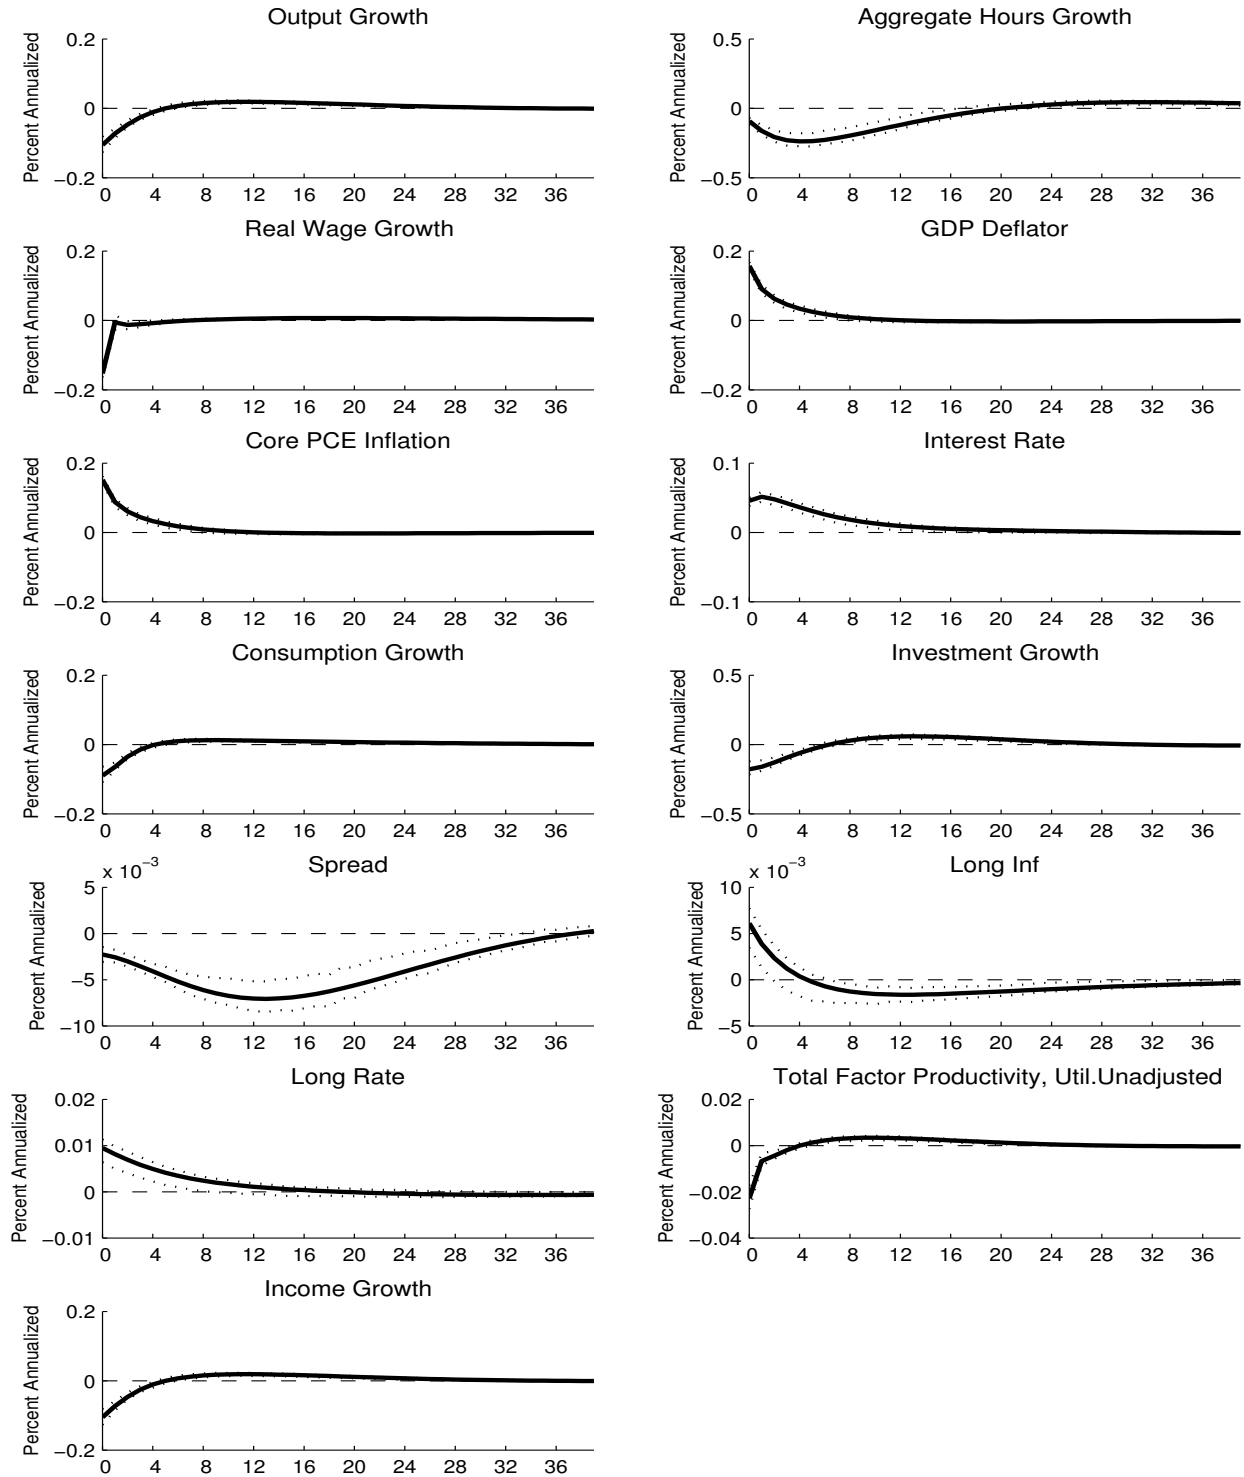 Output Growth
Percent Annualized
0.2
0
−0.2
0 4 8 12 16 20 24 28 32 36
Aggregate Hours Growth
Percent Annualized
0.5
0
−0.5
0 4 8 12 16 20 24 28 32 36
Real Wage Growth
Percent Annualized
0.2
0
−0.2
0 4 8 12 16 20 24 28 32 36
GDP Deflator
Percent Annualized
0.2
0
−0.2
0 4 8 12 16 20 24 28 32 36
Core PCE Inflation
Percent Annualized
0.2
0
−0.2
0 4 8 12 16 20 24 28 32 36
Interest Rate
Percent Annualized
0.1
0
−0.1
0 4 8 12 16 20 24 28 32 36
Consumption Growth
Percent Annualized
0.2
0
−0.2
0 4 8 12 16 20 24 28 32 36
Investment Growth
Percent Annualized
0.5
0
−0.5
0 4 8 12 16 20 24 28 32 36
Spread
x 10−3
Percent Annualized
5
0
−5
−10
0 4 8 12 16 20 24 28 32 36
Long Inf
x 10−3
Percent Annualized
10
5
0
−5
0 4 8 12 16 20 24 28 32 36
Long Rate
Percent Annualized
0.02
0.01
0
−0.01
0 4 8 12 16 20 24 28 32 36
Total Factor Productivity, Util.Unadjusted
Percent Annualized
0.02
0
−0.02
−0.04
0 4 8 12 16 20 24 28 32 36
Income Growth
Percent Annualized
0.2
0
−0.2
0 4 8 12 16 20 24 28 32 36